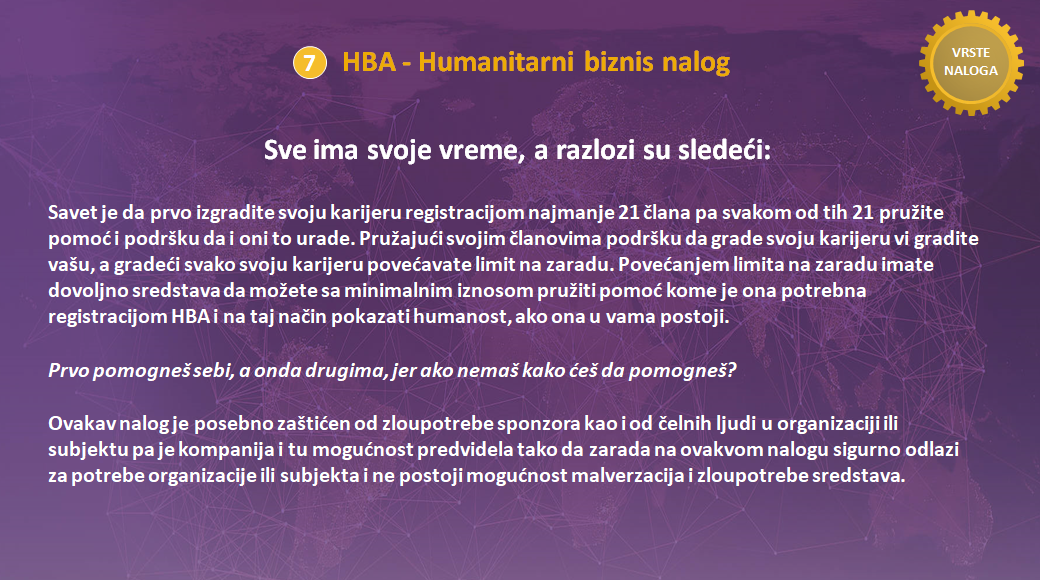 7 HBA - Humanitarni biznis nalog
VRSTE
NALOGA
Sve ima svoje vreme, a razlozi su sledeći:
Savet je da prvo izgradite svoju karijeru registracijom najmanje 21 člana pa svakom od tih 21 pružite
pomoć i podršku da i oni to urade. Pružajući svojim članovima podršku da grade svoju karijeru vi gradite
vašu, a gradeći svako svoju karijeru povećavate limit na zaradu. Povećanjem limita na zaradu imate
dovoljno sredstava da možete sa minimalnim iznosom pružiti pomoć kome je ona potrebna
registracijom HBA i na taj način pokazati humanost, ako ona u vama postoji.
Prvo pomogneš sebi, a onda drugima, jer ako nemaš kako ćeš da pomogneš?
Ovakav nalog je posebno zaštićen od zloupotrebe sponzora kao i od čelnih ljudi u organizaciji ili
subjektu pa je kompanija i tu mogućnost predvidela tako da zarada na ovakvom nalogu sigurno odlazi
za potrebe organizacije ili subjekta i ne postoji mogućnost malverzacija i zloupotrebe sredstava.